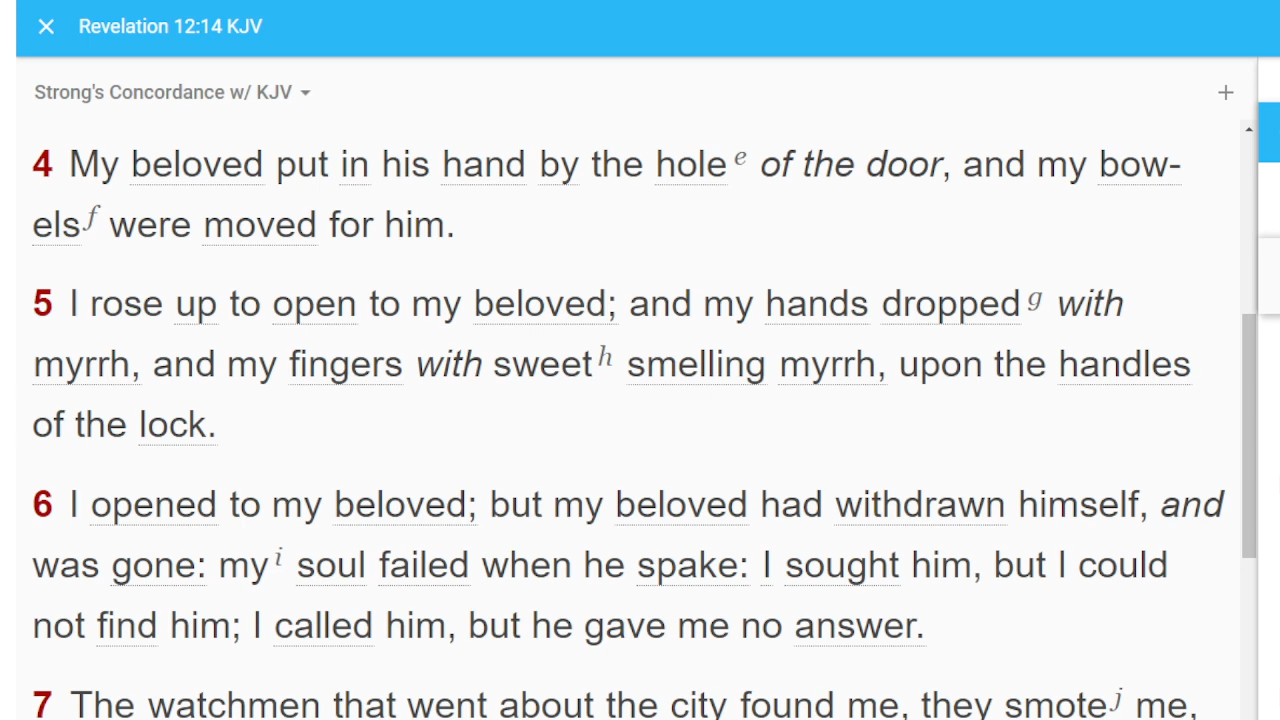 × Revelation 12:14 KJV
Strong's Concordance w/ KJV
4 My beloved put in his hand by the hole e of the door, and my bow-
els f were moved for him.
5 I rose up to open to my beloved; and my hands dropped g with
myrrh, and my fingers with sweet h smelling myrrh, upon the handles
of the lock.
6 I opened to my beloved; but my beloved had withdrawn himself, and
was gone: my i soul failed when he spake: I sought him, but I could
not find him; I called him, but he gave me no answer.
7 The watchmen that went about the city found me, they smote j me,